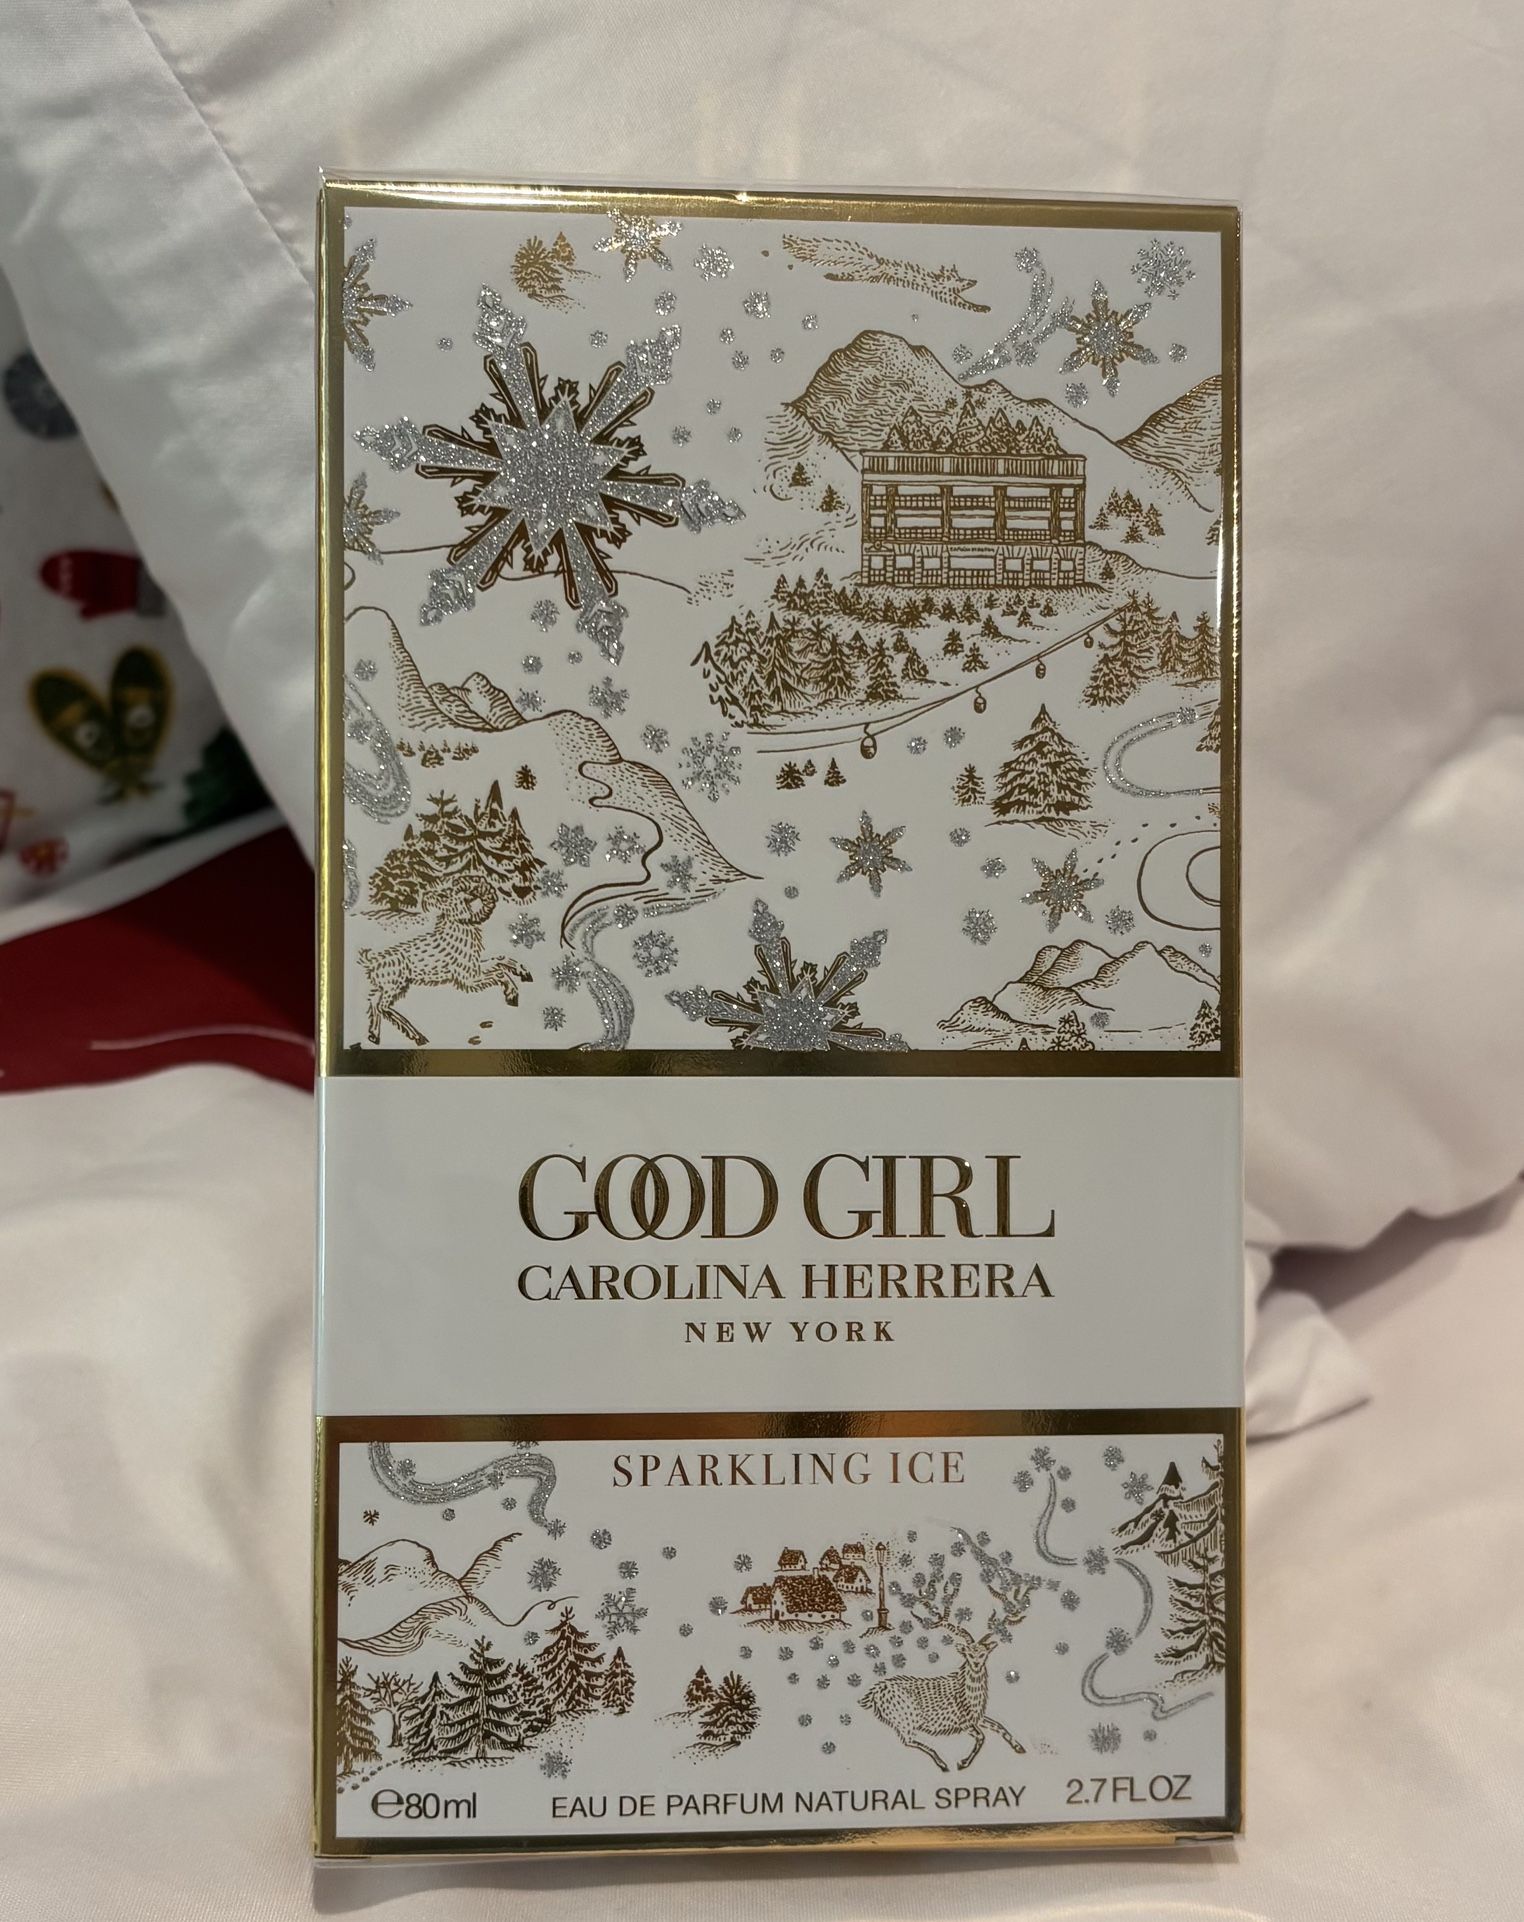 GOOD GIRL
CAROLINA HERRERA
NEW YORK
SPARKLING ICE
℮80ml EAU DE PARFUM NATURAL SPRAY 2.7 FL OZ